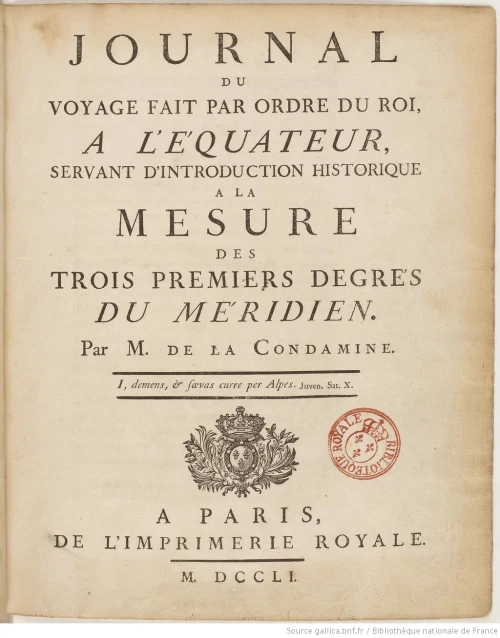 JOURNAL
DU
VOYAGE FAIT PAR ORDRE DU ROI,
A L'ÉQUATEUR,
SERVANT D'INTRODUCTION HISTORIQUE
A LA
MESURE
DES
TROIS PREMIERS DEGRÉS
DU MÉRIDIEN.
Par M. DE LA CONDAMINE.
I, demens, & sævas curre per Alpes. Juven. Sat. X.
BIBLIOTEQUE ROYALE
A PARIS,
DE L'IMPRIMERIE ROYALE.
M. DCCLI.
Source gallica.bnf.fr / Bibliothèque nationale de France